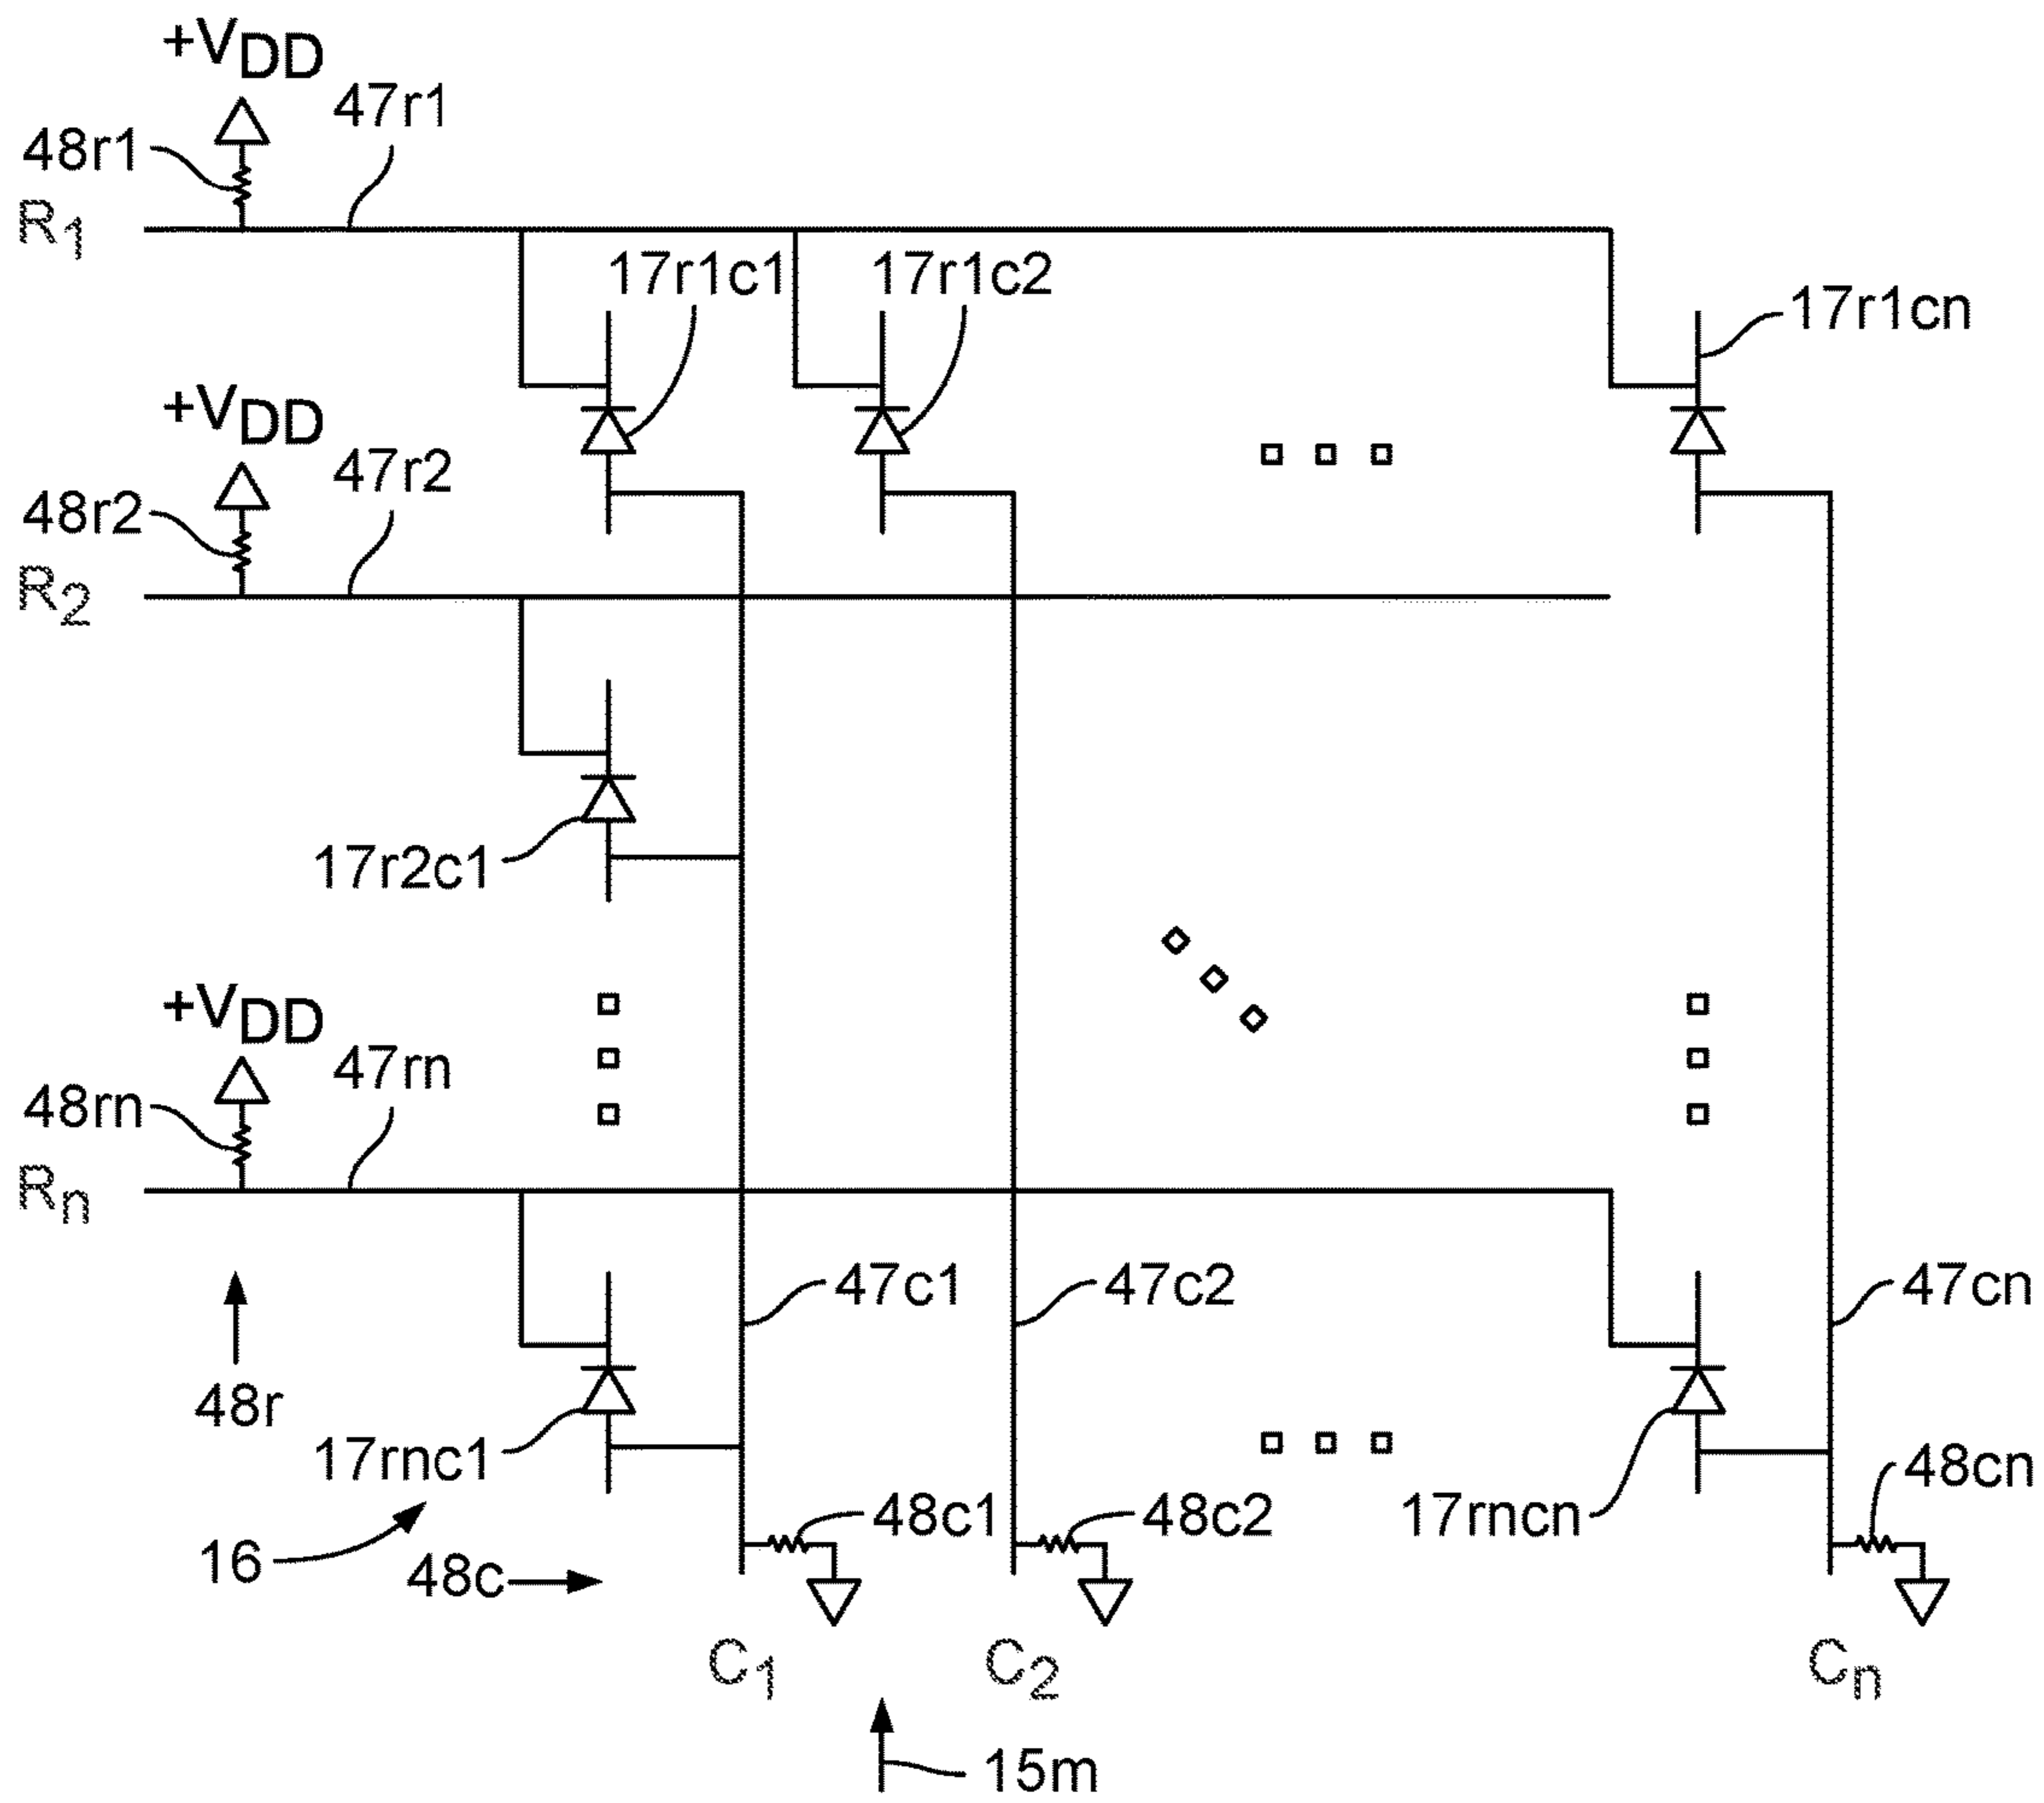 +VDD
47r1
48r1
R1
17r1c1
17r1c2
17r1cn
+VDD
47r2
48r2
R2
17r2c1
+VDD
47rn
48rn
Rn
47c1
47c2
47cn
48r
17rnc1
48c1
48c2
17rncn
48cn
16
48c
C1
C2
Cn
15m